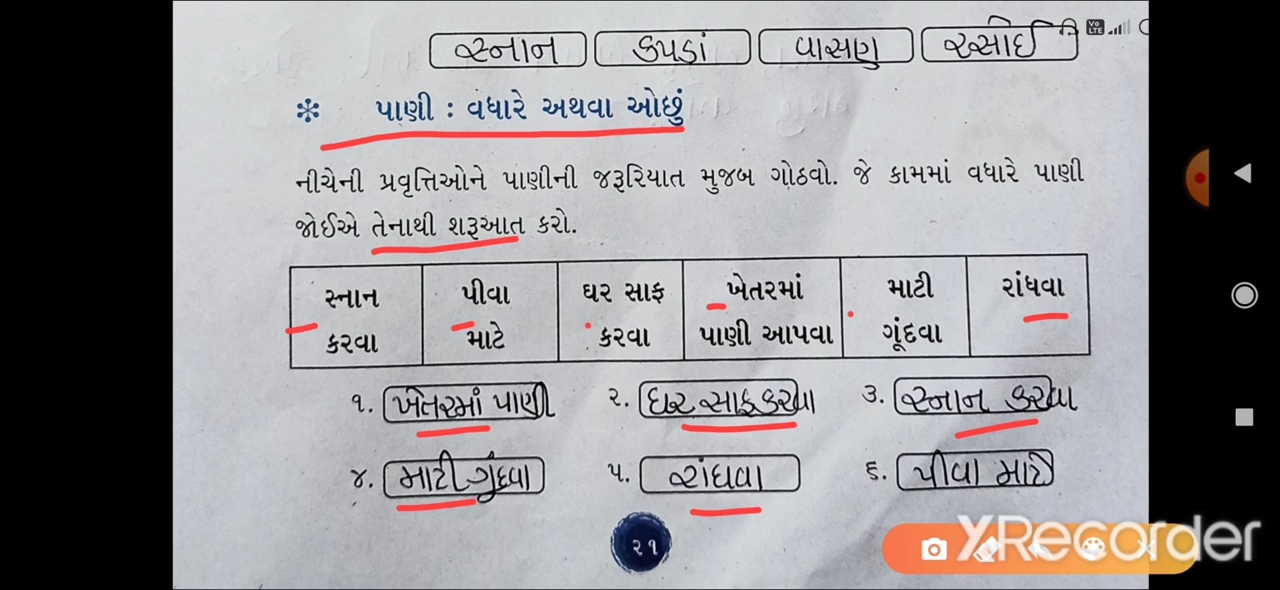 સ્નાન કપડાં વાસણ રસોઈ
Vo LTE
* પાણી : વધારે અથવા ઓછું
નીચેની પ્રવૃત્તિઓને પાણીની જરૂરિયાત મુજબ ગોઠવો. જે કામમાં વધારે પાણી
જોઈએ તેનાથી શરૂઆત કરો.
સ્નાન પીવા ઘર સાફ ખેતરમાં માટી રાંધવા
કરવા માટે કરવા પાણી આપવા ગૂંદવા
૧. ખેતરમાં પાણી ૨. ઘર સાફ કરવા ૩. સ્નાન કરવા
૪. માટી ગુંદવા ૫. રાંધવા ૬. પીવા માટે
૨૧
XRecorder